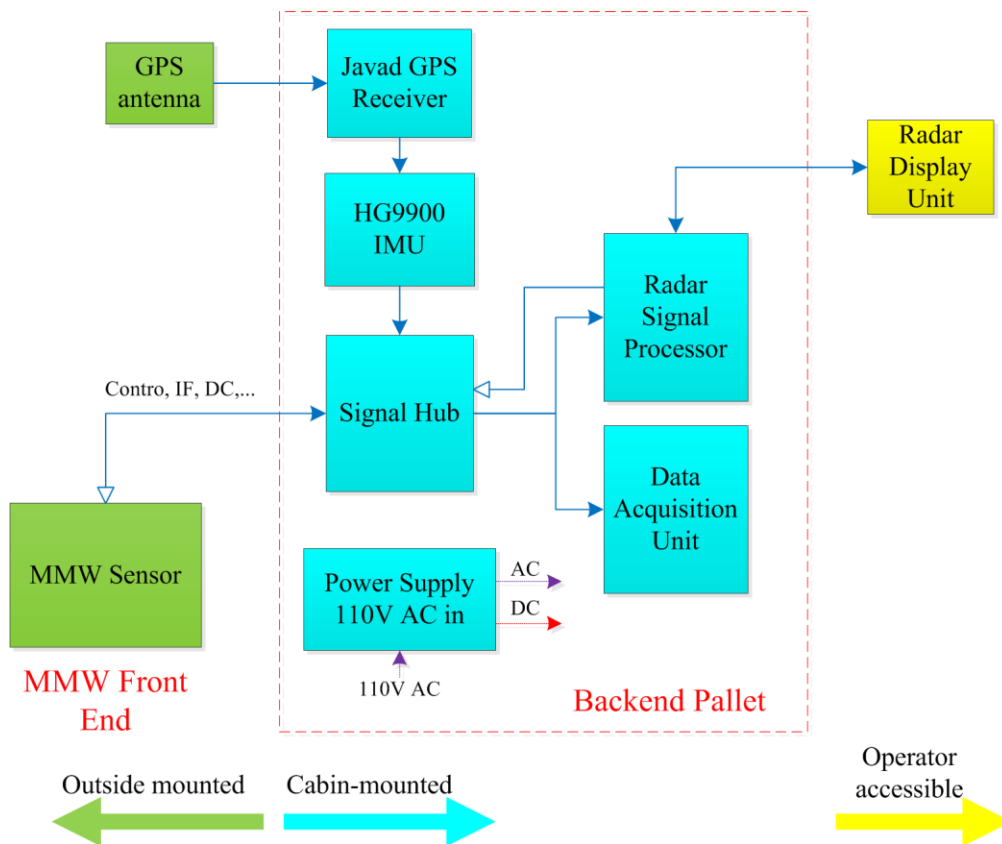 GPS
antenna
Javad GPS
Receiver
Radar
Display
Unit
HG9900
IMU
Radar
Signal
Processor
Contro, IF, DC,...
Signal Hub
Data
Acquisition
Unit
MMW Sensor
Power Supply
110V AC in
AC
DC
110V AC
MMW Front
End
Backend Pallet
Outside mounted
Cabin-mounted
Operator
accessible